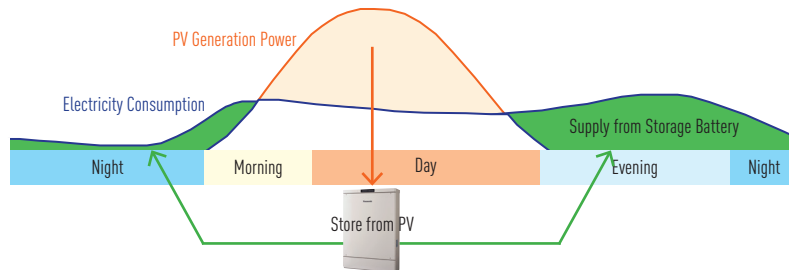 PV Generation Power
Electricity Consumption
Supply from Storage Battery
Night
Morning
Day
Evening
Night
Store from PV